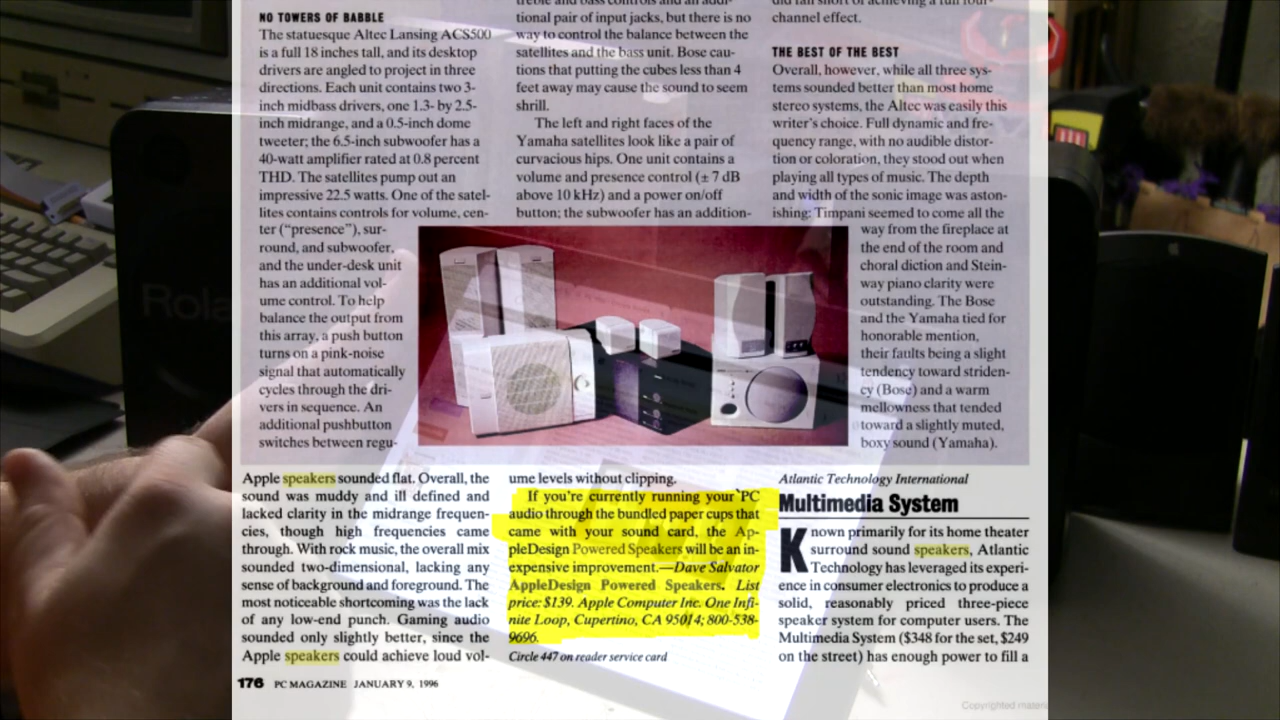 treble and bass controls and an addi-
tional pair of input jacks, but there is no
way to control the balance between the
satellites and the bass unit. Bose cau-
tions that putting the cubes less than 4
feet away may cause the sound to seem
shrill.
The left and right faces of the
Yamaha satellites look like a pair of
curvacious hips. One unit contains a
volume and presence control (± 7 dB
above 10 kHz) and a power on/off
button; the subwoofer has an addition-
did fall short of achieving a full four-
channel effect.
THE BEST OF THE BEST
Overall, however, while all three sys-
tems sounded better than most home
stereo systems, the Altec was easily this
writer's choice. Full dynamic and fre-
quency range, with no audible distor-
tion or coloration, they stood out when
playing all types of music. The depth
and width of the sonic image was aston-
ishing: Timpani seemed to come all the
way from the fireplace at
the end of the room and
choral diction and Stein-
way piano clarity were
outstanding. The Bose
and the Yamaha tied for
honorable mention,
their faults being a slight
tendency toward striden-
cy (Bose) and a warm
mellowness that tended
toward a slightly muted,
boxy sound (Yamaha).
NO TOWERS OF BABBLE
The statuesque Altec Lansing ACS500
is a full 18 inches tall, and its desktop
drivers are angled to project in three
directions. Each unit contains two 3-
inch midbass drivers, one 1.3- by 2.5-
inch midrange, and a 0.5-inch dome
tweeter; the 6.5-inch subwoofer has a
40-watt amplifier rated at 0.8 percent
THD. The satellites pump out an
impressive 22.5 watts. One of the satel-
lites contains controls for volume, cen-
ter ("presence"), sur-
round, and subwoofer,
and the under-desk unit
has an additional vol-
ume control. To help
balance the output from
this array, a push button
turns on a pink-noise
signal that automatically
cycles through the dri-
vers in sequence. An
additional pushbutton
switches between regu-
Apple speakers sounded flat. Overall, the
sound was muddy and ill defined and
lacked clarity in the midrange frequen-
cies, though high frequencies came
through. With rock music, the overall mix
sounded two-dimensional, lacking any
sense of background and foreground. The
most noticeable shortcoming was the lack
of any low-end punch. Gaming audio
sounded only slightly better, since the
Apple speakers could achieve loud vol-
ume levels without clipping.
If you're currently running your PC
audio through the bundled paper cups that
came with your sound card, the Ap-
pleDesign Powered Speakers will be an in-
expensive improvement.—Dave Salvator
AppleDesign Powered Speakers. List
price: $139. Apple Computer Inc. One Infi-
nite Loop, Cupertino, CA 95014; 800-538-
9696.
Circle 447 on reader service card
Atlantic Technology International
Multimedia System
Known primarily for its home theater
surround sound speakers, Atlantic
Technology has leveraged its experi-
ence in consumer electronics to produce a
solid, reasonably priced three-piece
speaker system for computer users. The
Multimedia System ($348 for the set, $249
on the street) has enough power to fill a
176 PC MAGAZINE JANUARY 9, 1996